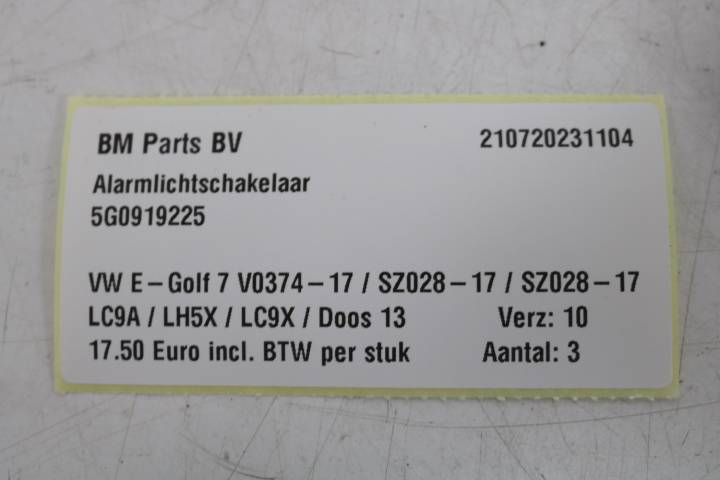 BM Parts BV 210720231104
Alarmlichtschakelaar
5G0919225
VW E-Golf 7 V0374-17 / SZ028-17 / SZ028-17
LC9A / LH5X / LC9X / Doos 13 Verz: 10
17.50 Euro incl. BTW per stuk Aantal: 3